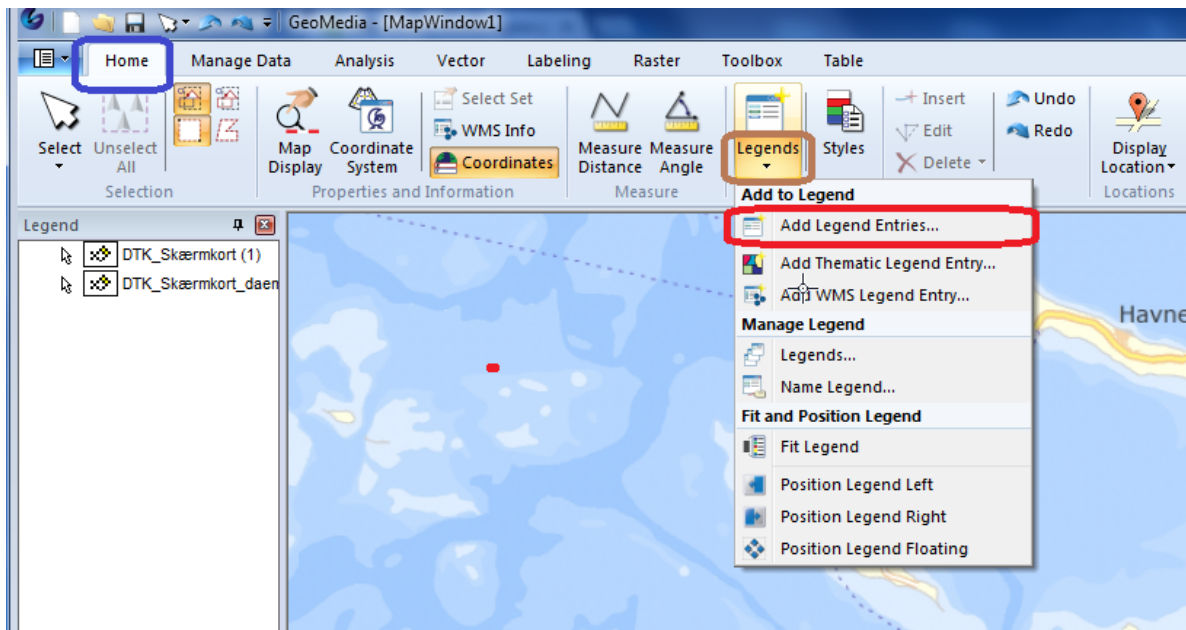 GeoMedia - [MapWindow1]
Home Manage Data Analysis Vector Labeling Raster Toolbox Table
Select
Unselect All
Selection
Map Display
Coordinate System
Select Set
WMS Info
Coordinates
Properties and Information
Measure Distance
Measure Angle
Measure
Legends
Styles
Insert
Edit
Delete
Undo
Redo
Display Location
Locations
Legend
DTK_Skærmkort (1)
DTK_Skærmkort_daem
Add to Legend
Add Legend Entries...
Add Thematic Legend Entry...
Add WMS Legend Entry...
Manage Legend
Legends...
Name Legend...
Fit and Position Legend
Fit Legend
Position Legend Left
Position Legend Right
Position Legend Floating
Havne